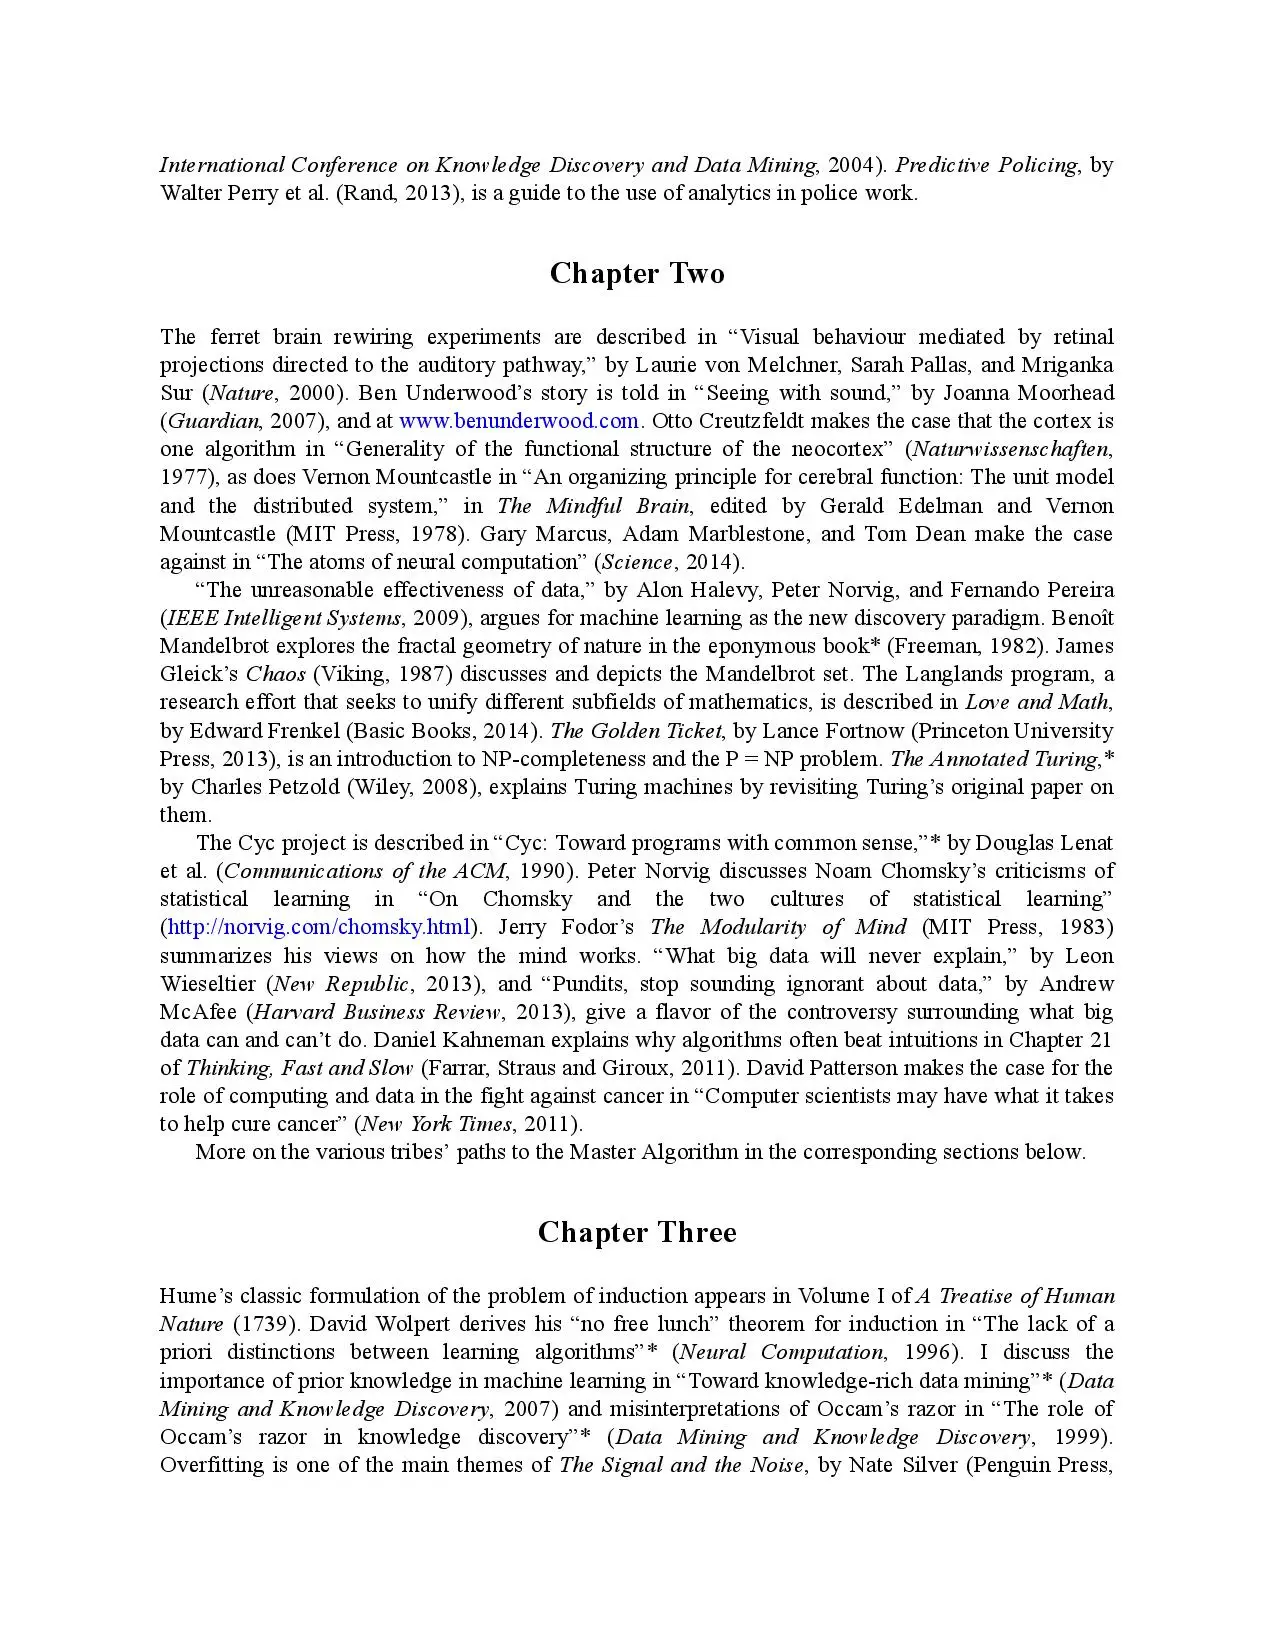 International Conference on Knowledge Discovery and Data Mining, 2004). Predictive Policing, by
Walter Perry et al. (Rand, 2013), is a guide to the use of analytics in police work.
Chapter Two
The ferret brain rewiring experiments are described in “Visual behaviour mediated by retinal
projections directed to the auditory pathway,” by Laurie von Melchner, Sarah Pallas, and Mriganka
Sur (Nature, 2000). Ben Underwood’s story is told in “Seeing with sound,” by Joanna Moorhead
(Guardian, 2007), and at www.benunderwood.com. Otto Creutzfeldt makes the case that the cortex is
one algorithm in “Generality of the functional structure of the neocortex” (Naturwissenschaften,
1977), as does Vernon Mountcastle in “An organizing principle for cerebral function: The unit model
and the distributed system,” in The Mindful Brain, edited by Gerald Edelman and Vernon
Mountcastle (MIT Press, 1978). Gary Marcus, Adam Marblestone, and Tom Dean make the case
against in “The atoms of neural computation” (Science, 2014).
“The unreasonable effectiveness of data,” by Alon Halevy, Peter Norvig, and Fernando Pereira
(IEEE Intelligent Systems, 2009), argues for machine learning as the new discovery paradigm. Benoît
Mandelbrot explores the fractal geometry of nature in the eponymous book* (Freeman, 1982). James
Gleick’s Chaos (Viking, 1987) discusses and depicts the Mandelbrot set. The Langlands program, a
research effort that seeks to unify different subfields of mathematics, is described in Love and Math,
by Edward Frenkel (Basic Books, 2014). The Golden Ticket, by Lance Fortnow (Princeton University
Press, 2013), is an introduction to NP-completeness and the P = NP problem. The Annotated Turing,*
by Charles Petzold (Wiley, 2008), explains Turing machines by revisiting Turing’s original paper on
them.
The Cyc project is described in “Cyc: Toward programs with common sense,”* by Douglas Lenat
et al. (Communications of the ACM, 1990). Peter Norvig discusses Noam Chomsky’s criticisms of
statistical learning in “On Chomsky and the two cultures of statistical learning”
(http://norvig.com/chomsky.html). Jerry Fodor’s The Modularity of Mind (MIT Press, 1983)
summarizes his views on how the mind works. “What big data will never explain,” by Leon
Wieseltier (New Republic, 2013), and “Pundits, stop sounding ignorant about data,” by Andrew
McAfee (Harvard Business Review, 2013), give a flavor of the controversy surrounding what big
data can and can’t do. Daniel Kahneman explains why algorithms often beat intuitions in Chapter 21
of Thinking, Fast and Slow (Farrar, Straus and Giroux, 2011). David Patterson makes the case for the
role of computing and data in the fight against cancer in “Computer scientists may have what it takes
to help cure cancer” (New York Times, 2011).
More on the various tribes’ paths to the Master Algorithm in the corresponding sections below.
Chapter Three
Hume’s classic formulation of the problem of induction appears in Volume I of A Treatise of Human
Nature (1739). David Wolpert derives his “no free lunch” theorem for induction in “The lack of a
priori distinctions between learning algorithms”* (Neural Computation, 1996). I discuss the
importance of prior knowledge in machine learning in “Toward knowledge-rich data mining”* (Data
Mining and Knowledge Discovery, 2007) and misinterpretations of Occam’s razor in “The role of
Occam’s razor in knowledge discovery”* (Data Mining and Knowledge Discovery, 1999).
Overfitting is one of the main themes of The Signal and the Noise, by Nate Silver (Penguin Press,